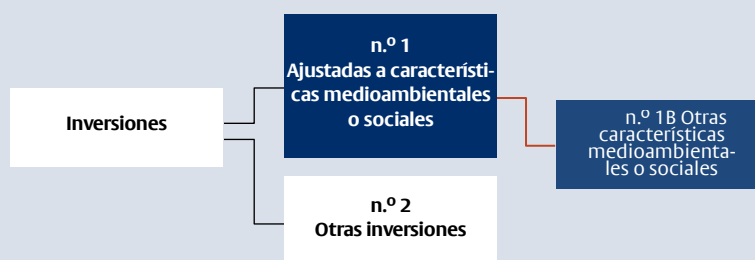 Inversiones
n.º 1
Ajustadas a característi-
cas medioambientales
o sociales
n.º 1B Otras
características
medioambienta-
les o sociales
n.º 2
Otras inversiones